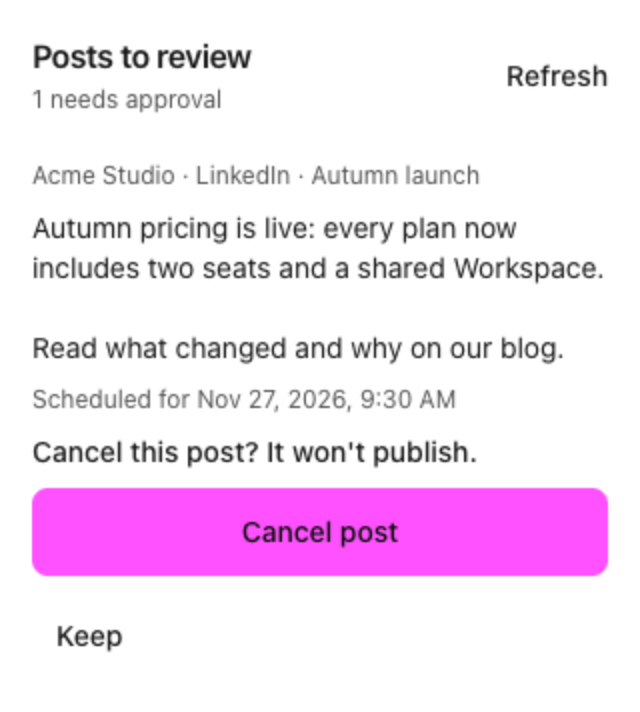 Posts to review
Refresh
1 needs approval
Acme Studio · LinkedIn · Autumn launch
Autumn pricing is live: every plan now
includes two seats and a shared Workspace.
Read what changed and why on our blog.
Scheduled for Nov 27, 2026, 9:30 AM
Cancel this post? It won't publish.
Cancel post
Keep